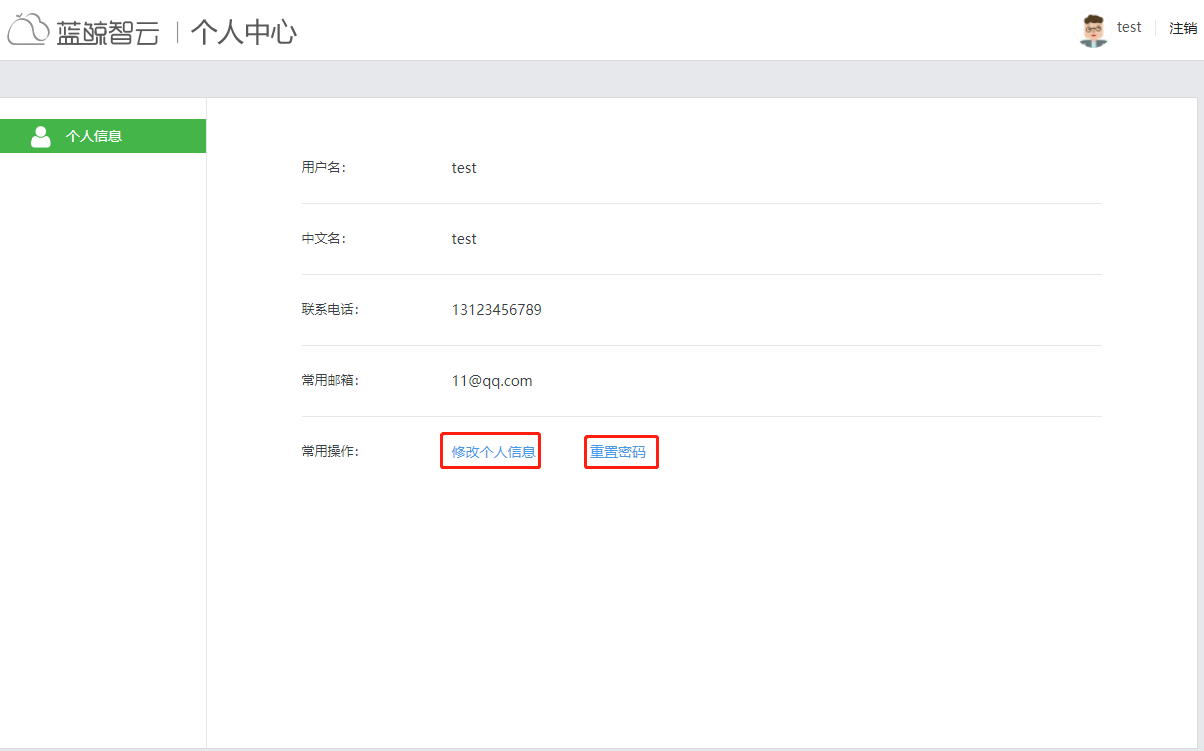 蓝鲸智云 | 个人中心
test | 注销
个人信息
用户名： test
中文名： test
联系电话： 13123456789
常用邮箱： 11@qq.com
常用操作： 修改个人信息 重置密码